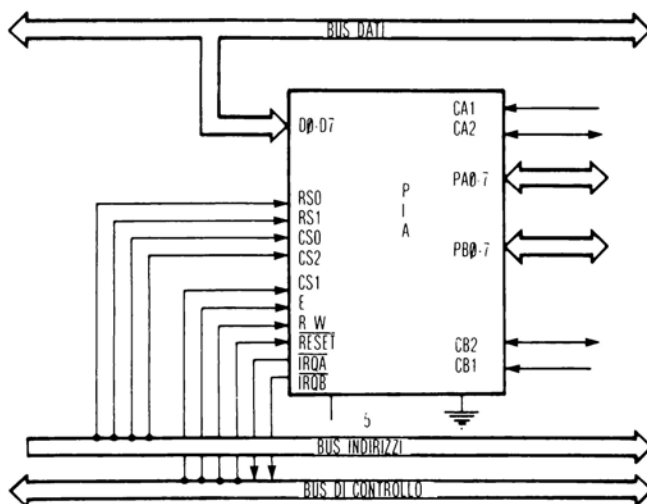 BUS DATI
D0·D7
RS0
RS1
CS0
CS2
CS1
E
R W
RESET
IRQA
IRQB
PIA
CA1
CA2
PA0·7
PB0·7
CB2
CB1
5
BUS INDIRIZZI
BUS DI CONTROLLO